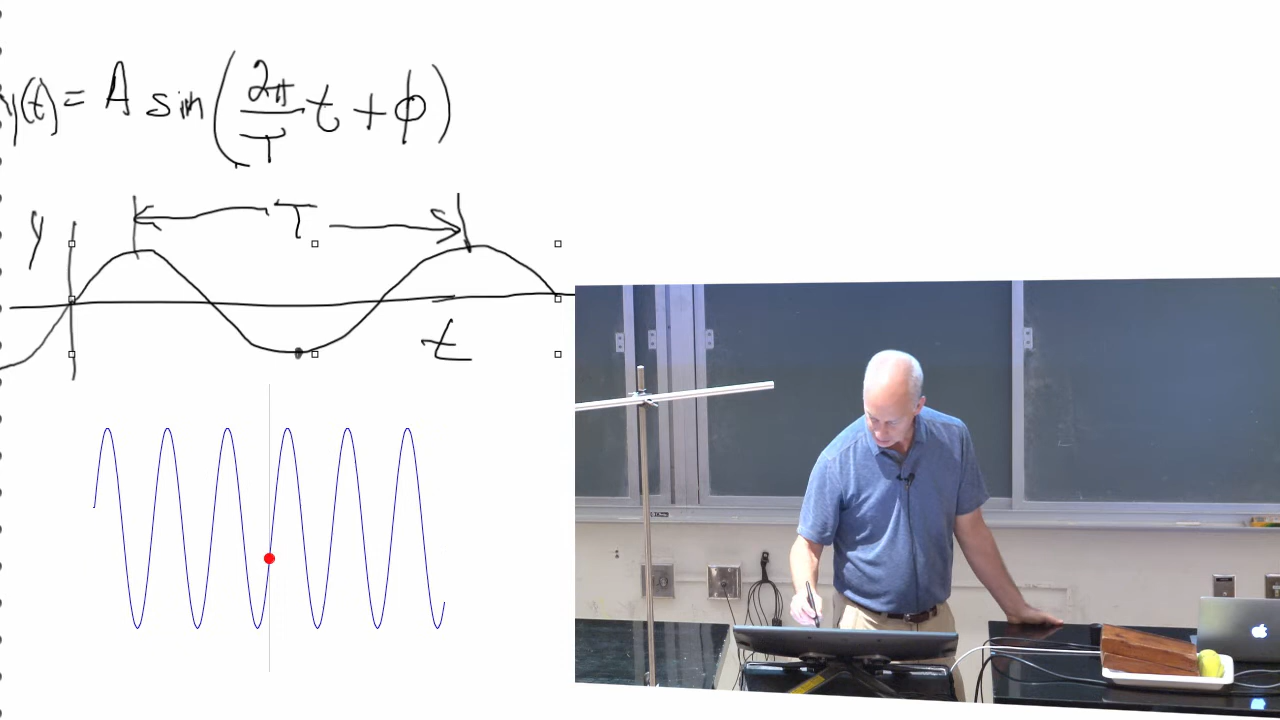 y(t) = A sin(2π/T t + φ)
T
y
t